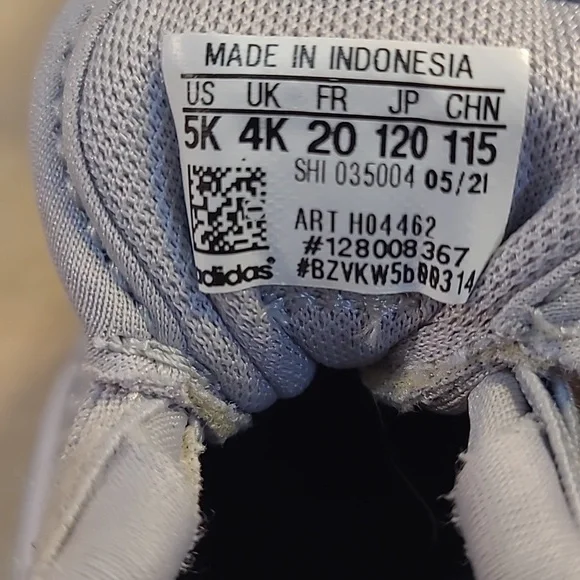 MADE IN INDONESIA
US UK FR JP CHN
5K 4K 20 120 115
SHI 035004 05/21
ART H04462
#128008367
adidas® #BZVKW5b00314